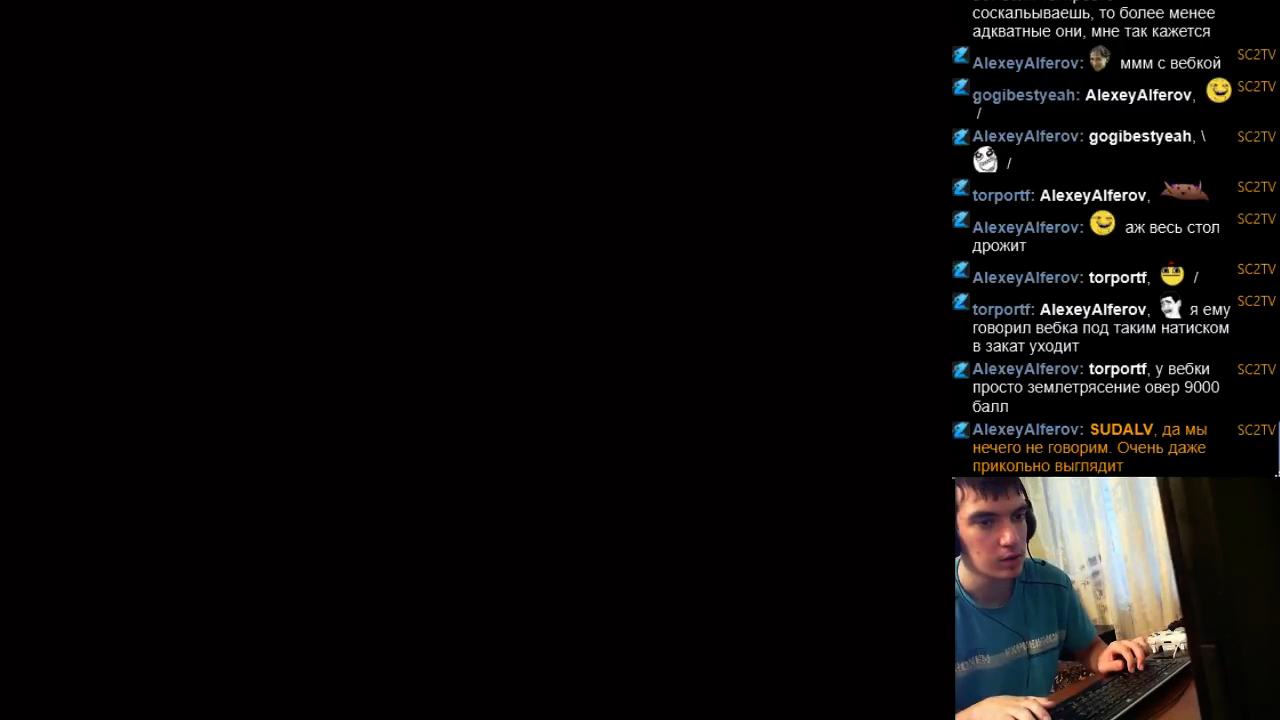 соскальываешь, то более менее
адкватные они, мне так кажется
AlexeyAlferov: ммм с вебкой SC2TV
gogibestyeah: AlexeyAlferov, SC2TV
/
AlexeyAlferov: gogibestyeah, \ SC2TV
/
torportf: AlexeyAlferov, SC2TV
AlexeyAlferov: аж весь стол SC2TV
дрожит
AlexeyAlferov: torportf, / SC2TV
torportf: AlexeyAlferov, я ему SC2TV
говорил вебка под таким натиском
в закат уходит
AlexeyAlferov: torportf, у вебки SC2TV
просто землетрясение овер 9000
балл
AlexeyAlferov: SUDALV, да мы SC2TV
нечего не говорим. Очень даже
прикольно выглядит